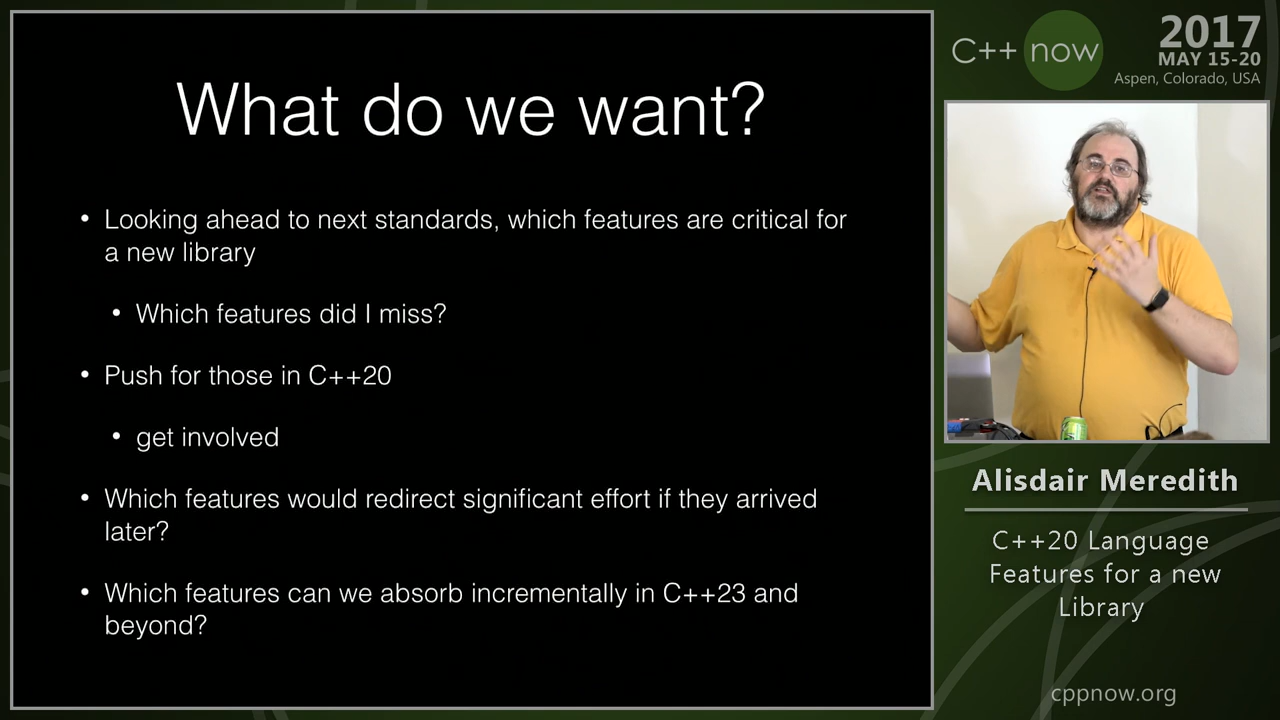 What do we want?
• Looking ahead to next standards, which features are critical for
a new library
• Which features did I miss?
• Push for those in C++20
• get involved
• Which features would redirect significant effort if they arrived
later?
• Which features can we absorb incrementally in C++23 and
beyond?
C++ now
2017
MAY 15-20
Aspen, Colorado, USA
Alisdair Meredith
C++20 Language
Features for a new
Library
cppnow.org